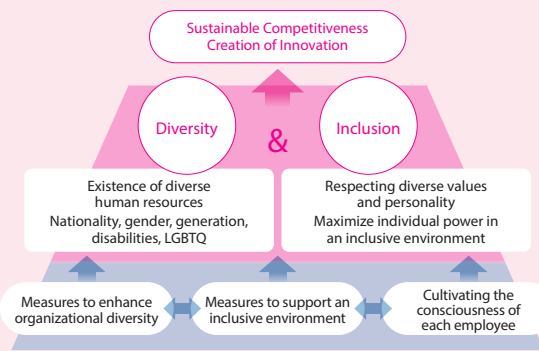 Sustainable Competitiveness
Creation of Innovation
Diversity
&
Inclusion
Existence of diverse
human resources
Nationality, gender, generation,
disabilities, LGBTQ
Respecting diverse values
and personality
Maximize individual power in
an inclusive environment
Measures to enhance
organizational diversity
Measures to support an
inclusive environment
Cultivating the
consciousness of
each employee